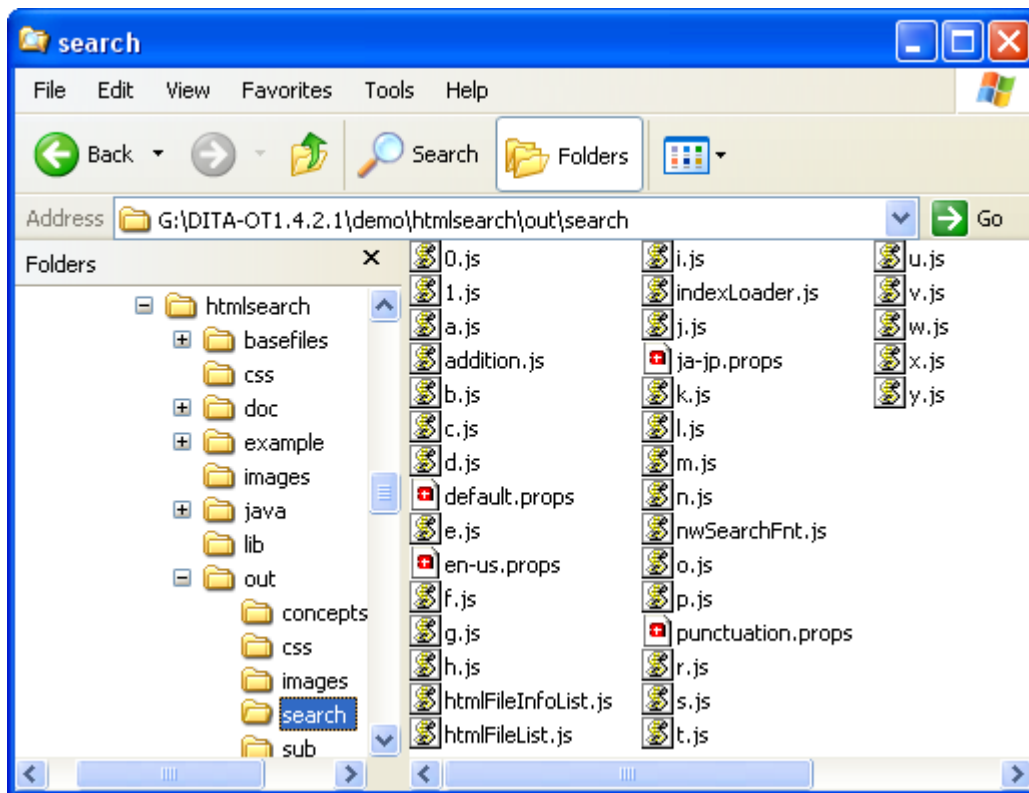 search
File Edit View Favorites Tools Help
Back Search Folders
Address G:\DITA-OT1.4.2.1\demo\htmlsearch\out\search Go
Folders
htmlsearch
basefiles
css
doc
example
images
java
lib
out
concepts
css
images
search
sub
0.js
1.js
a.js
addition.js
b.js
c.js
d.js
default.props
e.js
en-us.props
f.js
g.js
h.js
htmlFileInfoList.js
htmlFileList.js
i.js
indexLoader.js
j.js
ja-jp.props
k.js
l.js
m.js
n.js
nwSearchFnt.js
o.js
p.js
punctuation.props
r.js
s.js
t.js
u.js
v.js
w.js
x.js
y.js